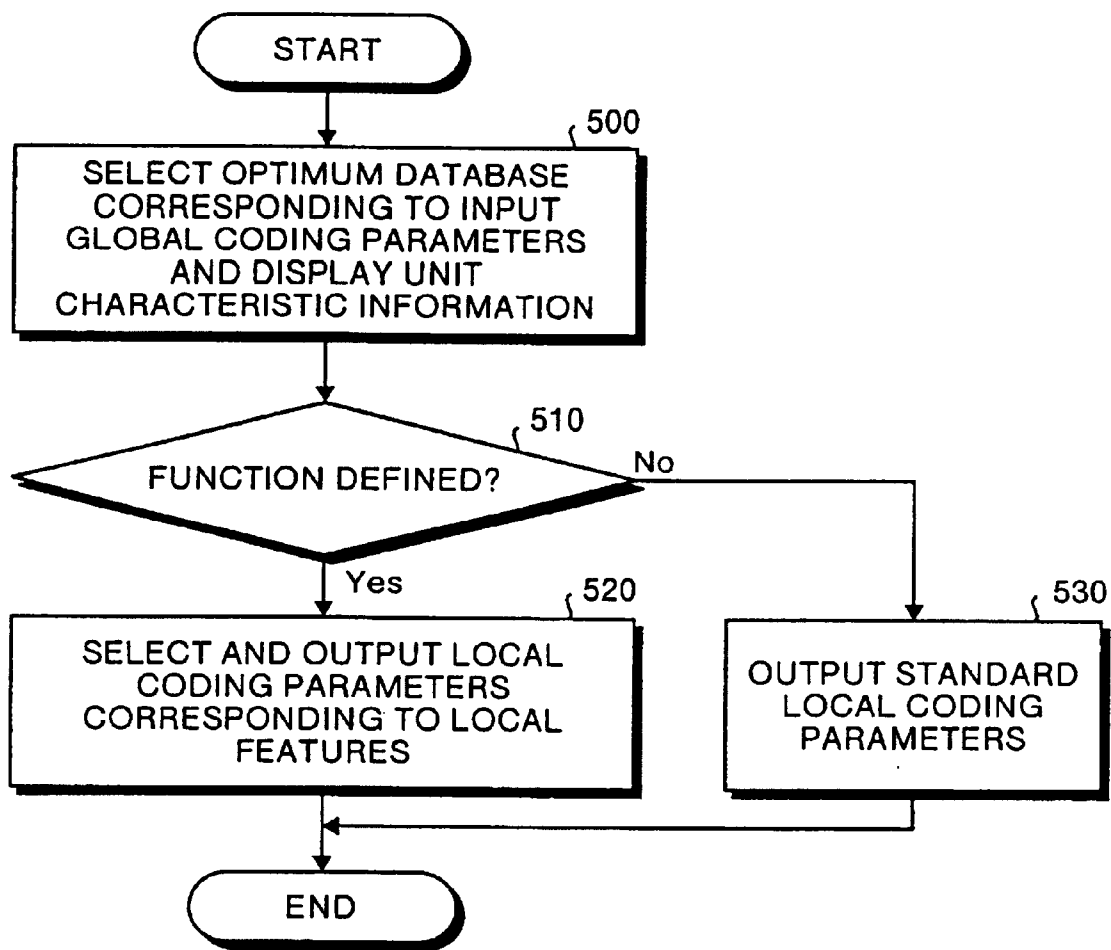 START
500
SELECT OPTIMUM DATABASE
CORRESPONDING TO INPUT
GLOBAL CODING PARAMETERS
AND DISPLAY UNIT
CHARACTERISTIC INFORMATION
510
FUNCTION DEFINED?
No
Yes
520
SELECT AND OUTPUT LOCAL
CODING PARAMETERS
CORRESPONDING TO LOCAL
FEATURES
530
OUTPUT STANDARD
LOCAL CODING
PARAMETERS
END